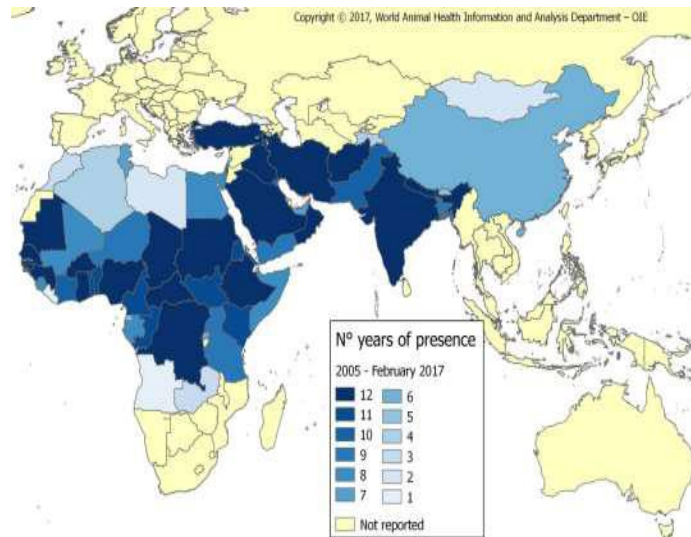 Copyright © 2017, World Animal Health Information and Analysis Department – OIE
N° years of presence
2005 - February 2017
12 6
11 5
10 4
9 3
8 2
7 1
Not reported